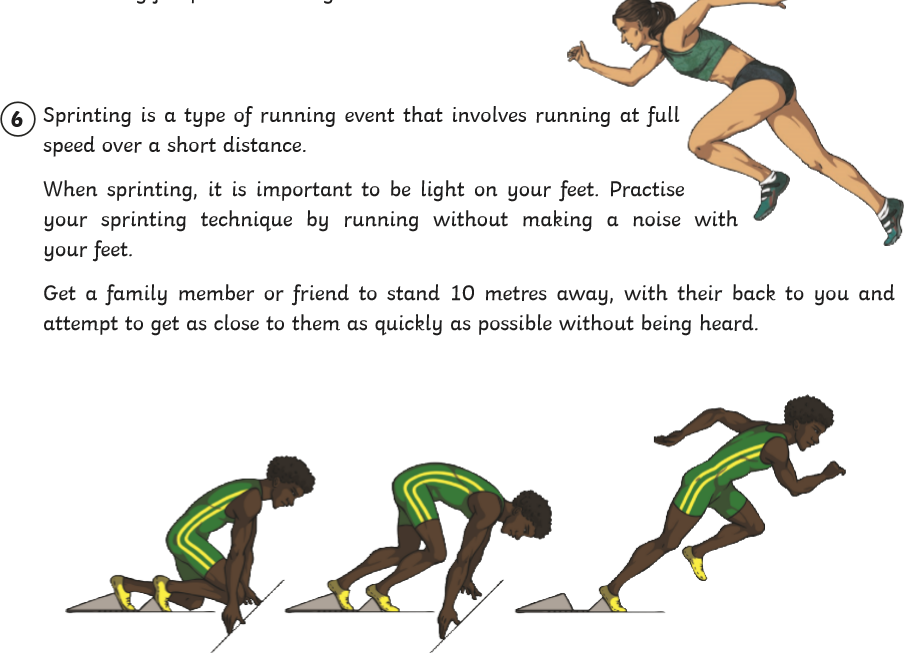 6 Sprinting is a type of running event that involves running at full
speed over a short distance.
When sprinting, it is important to be light on your feet. Practise
your sprinting technique by running without making a noise with
your feet.
Get a family member or friend to stand 10 metres away, with their back to you and
attempt to get as close to them as quickly as possible without being heard.